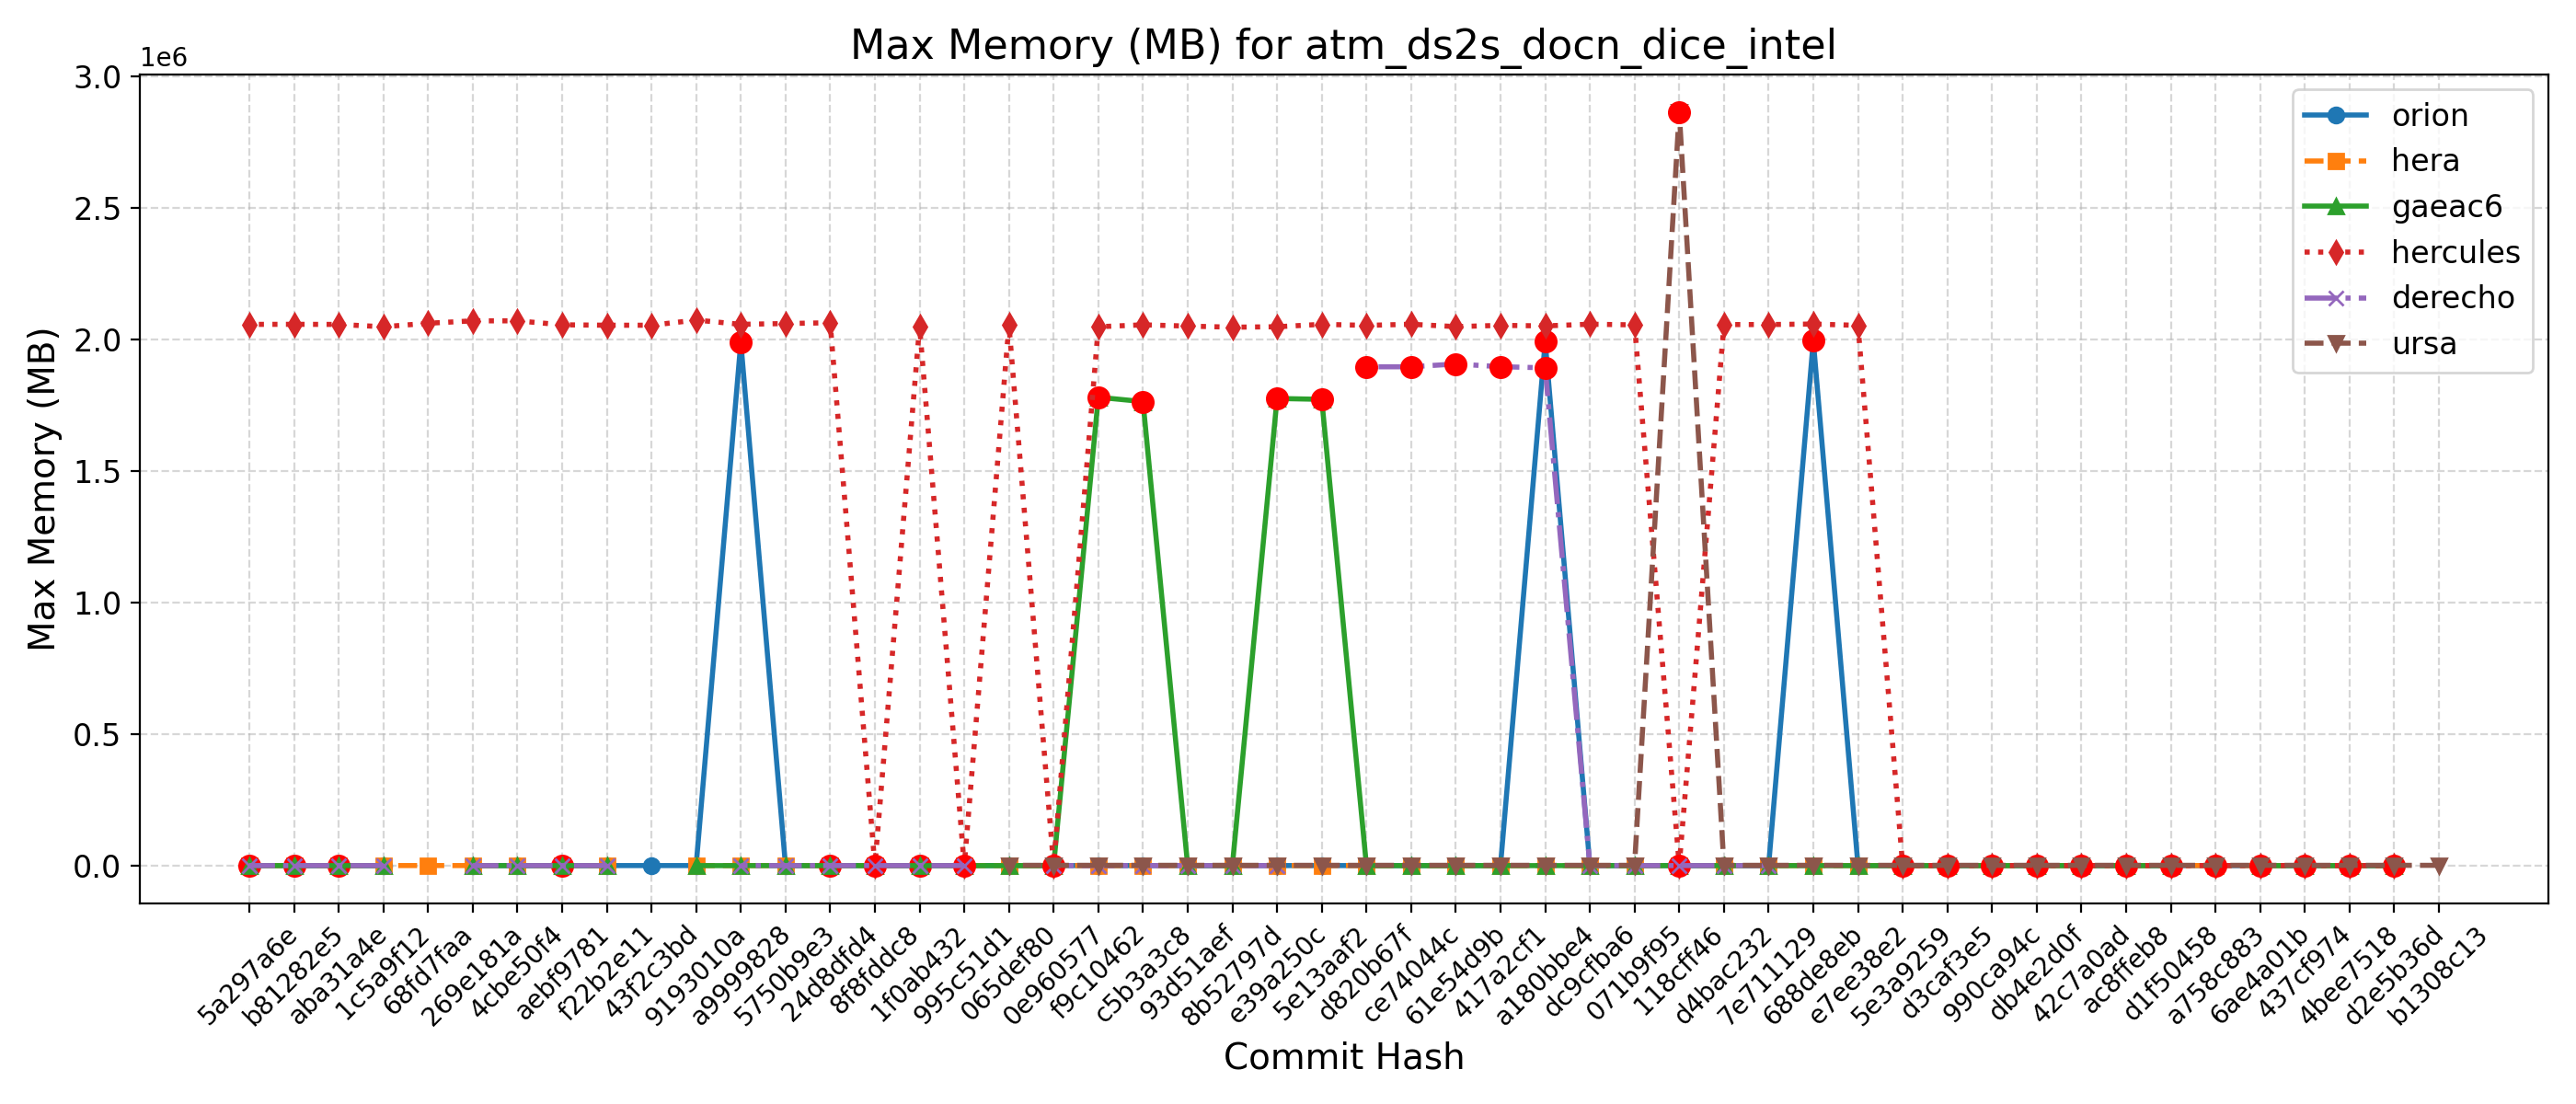 Max Memory (MB) for atm_ds2s_docn_dice_intel
1e6
3.0
2.5
2.0
1.5
1.0
0.5
0.0
Max Memory (MB)
orion
hera
gaeac6
hercules
derecho
ursa
5a297a6e
b81282e5
aba31a4e
1c5a9f12
68fd7faa
269e181a
4cbe50f4
aebf9781
f22b2e11
43f2c3bd
9193010a
a9999828
5750b9e3
24d8dfd4
8f8fddc8
1f0ab432
995c51d1
065def80
0e960577
f9c10462
c5b3a3c8
93d51aef
8b52797d
e39a250c
5e13aaf2
d820b67f
ce74044c
61e54d9b
417a2cf1
a180bbe4
dc9cfba6
071b9f95
118cff46
d4bac232
7e711129
688de8eb
e7ee38e2
5e3a9259
d3caf3e5
990ca94c
db4e2d0f
42c7a0ad
ac8ffeb8
d1f50458
a758c883
6ae4a01b
437cf974
4bee7518
d2e5b36d
b1308c13
Commit Hash